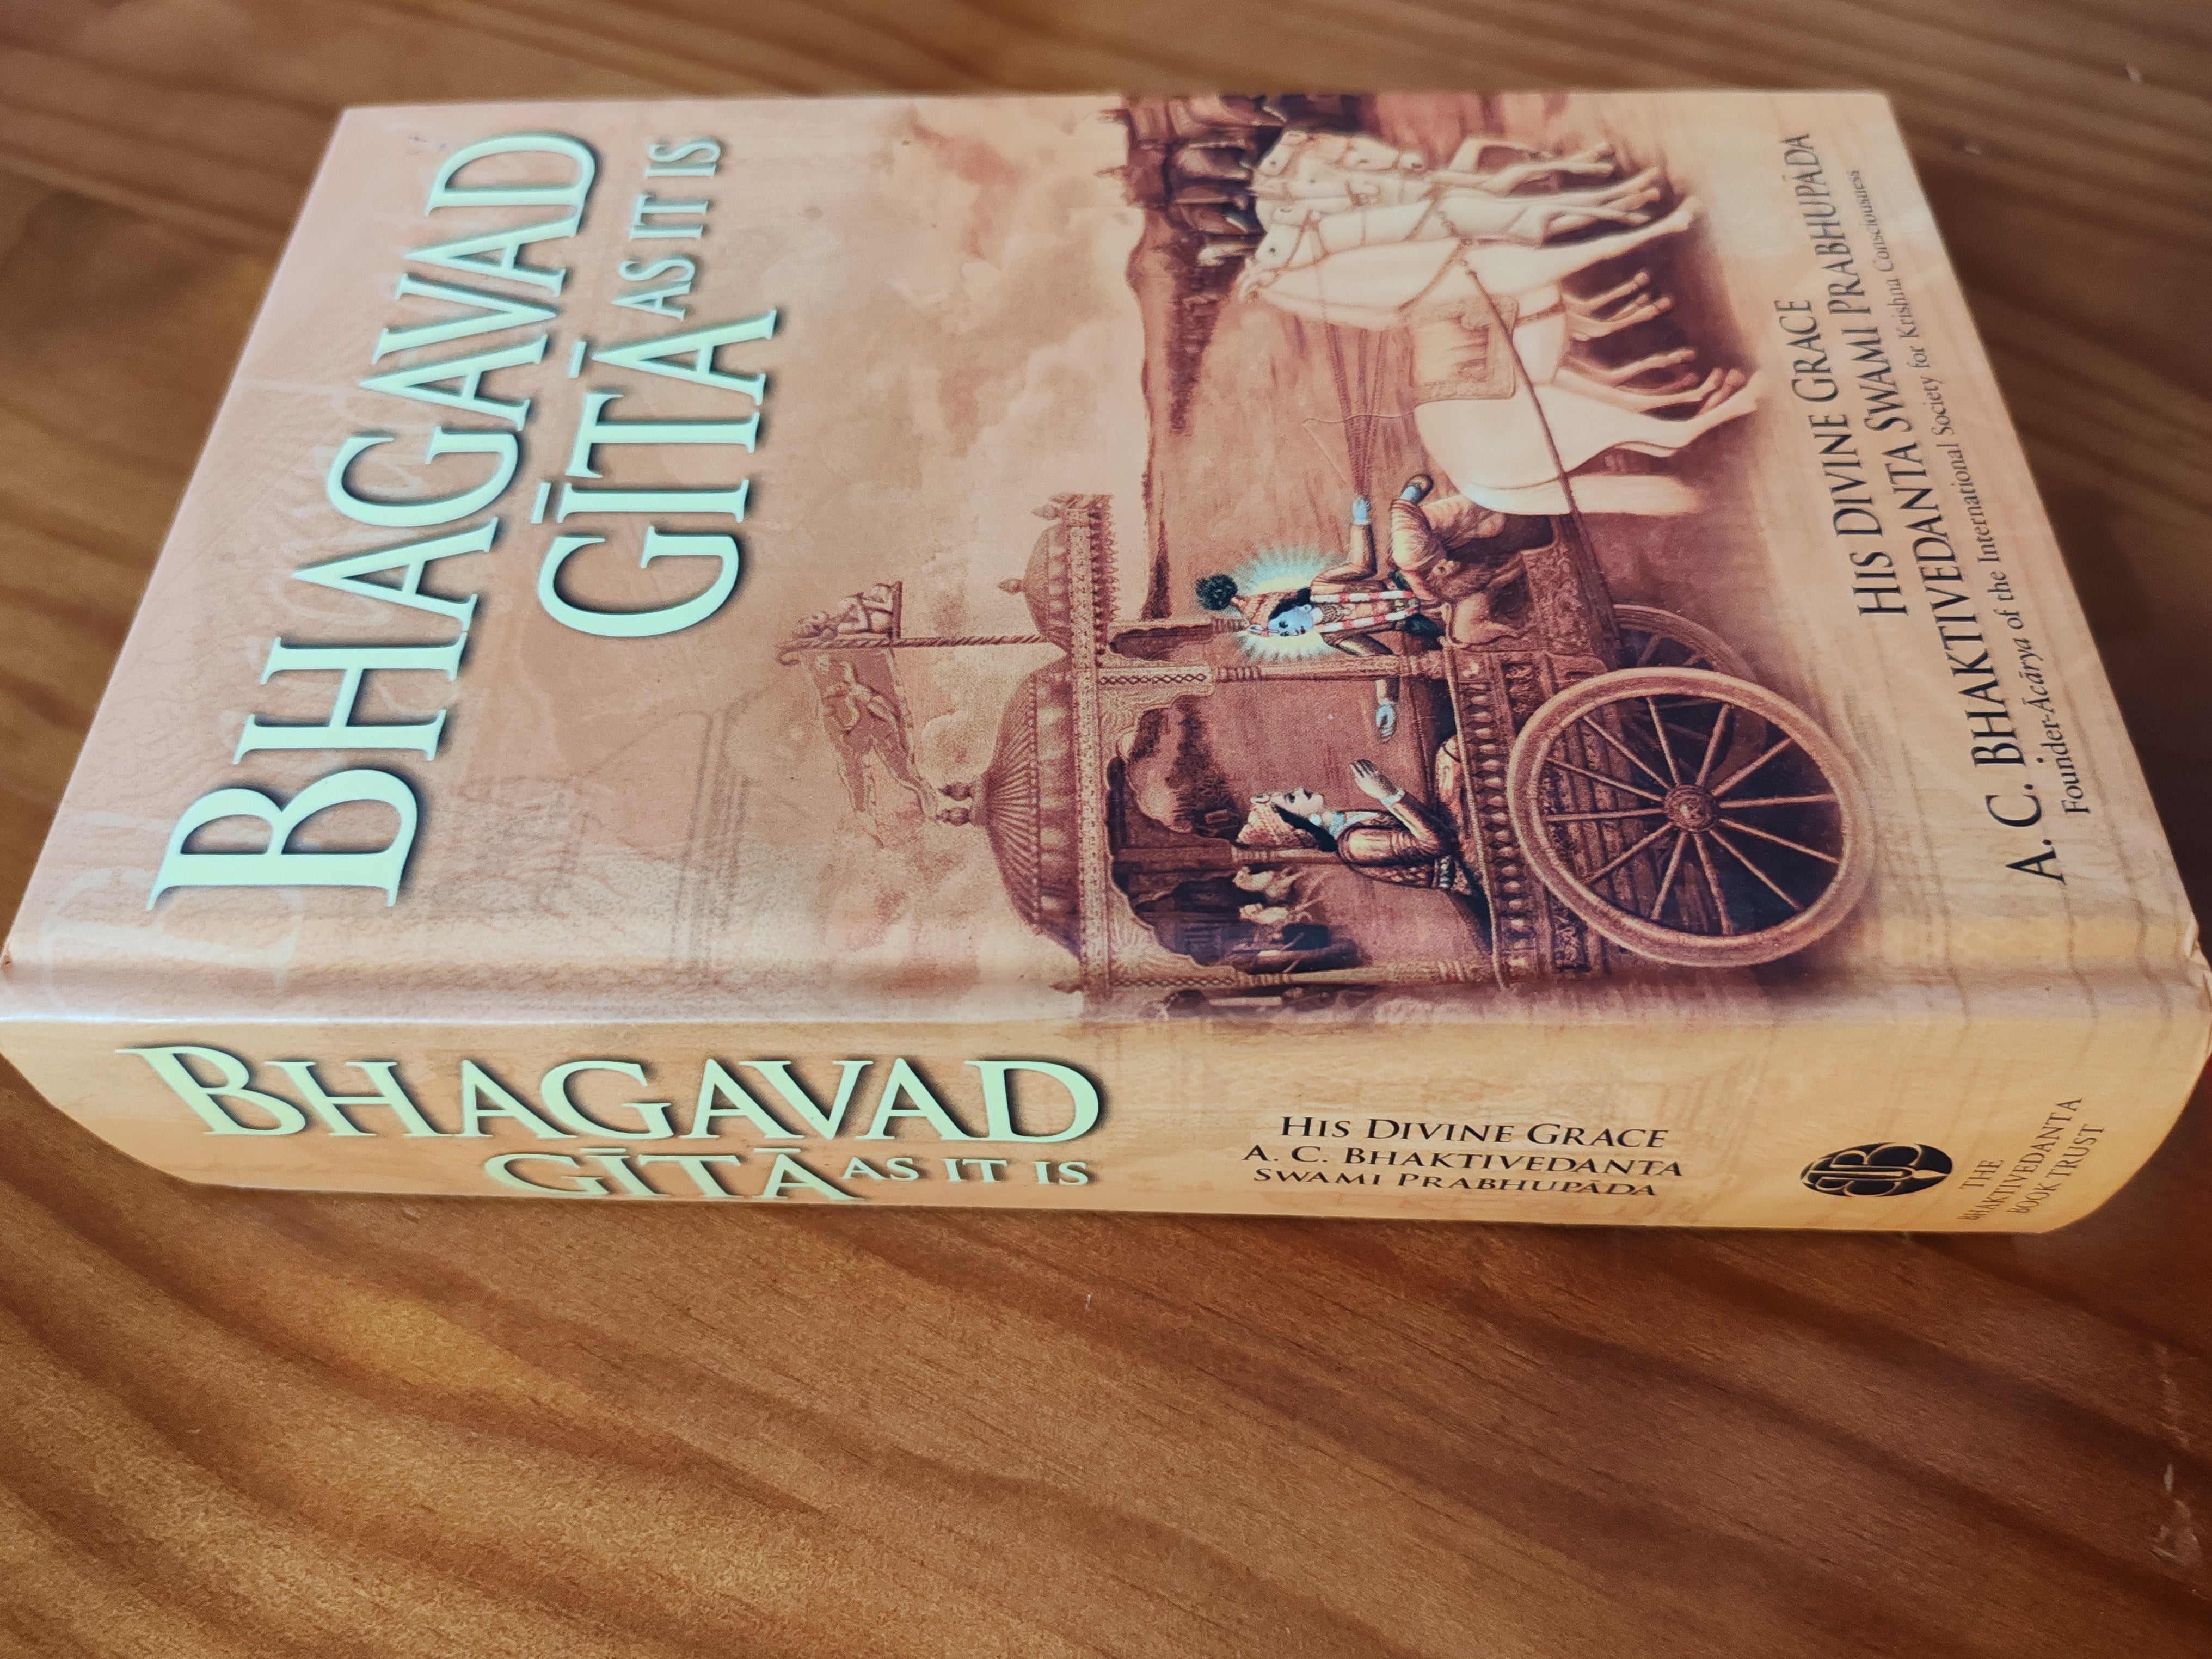 BHAGAVAD
GĪTĀ AS IT IS
HIS DIVINE GRACE
A. C. BHAKTIVEDANTA SWAMI PRABHUPĀDA
Founder-Ācārya of the International Society for Krishna Consciousness
BHAGAVAD
GĪTĀ AS IT IS
HIS DIVINE GRACE
A. C. BHAKTIVEDANTA
SWAMI PRABHUPĀDA
THE
BHAKTIVEDANTA
BOOK TRUST